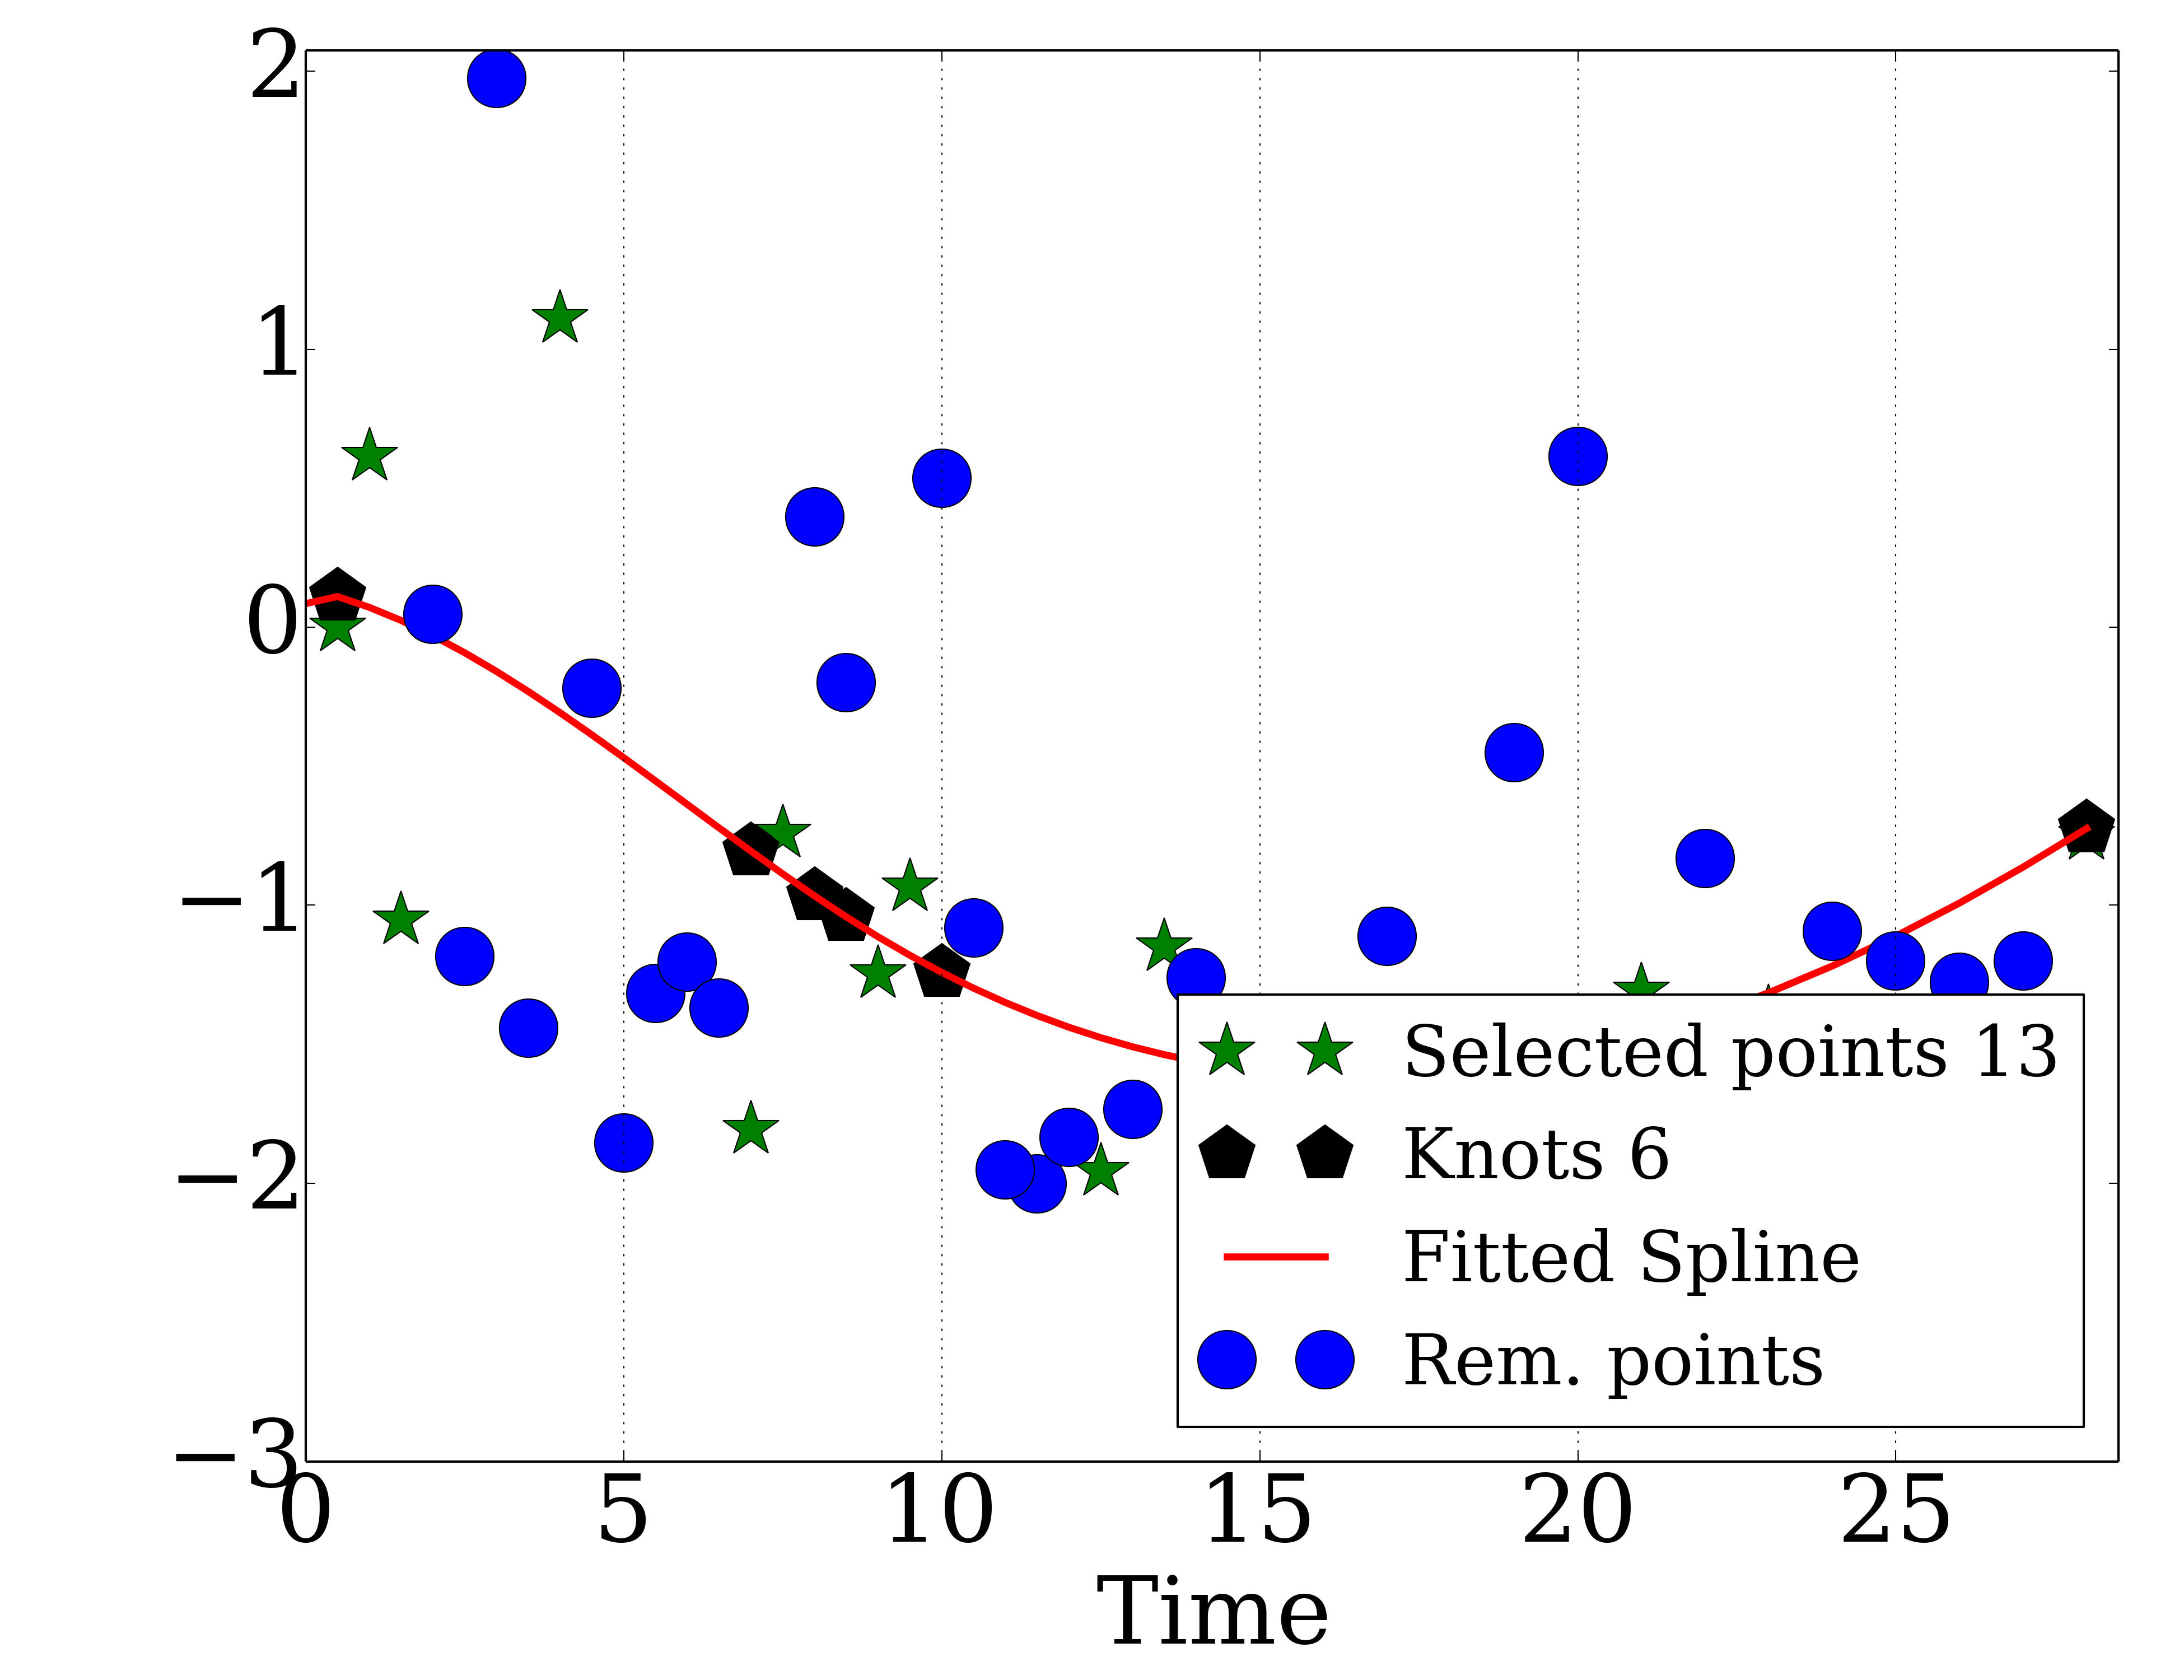 2
1
0
−1
−2
−3
0 5 10 15 20 25
Time
Selected points 13
Knots 6
Fitted Spline
Rem. points